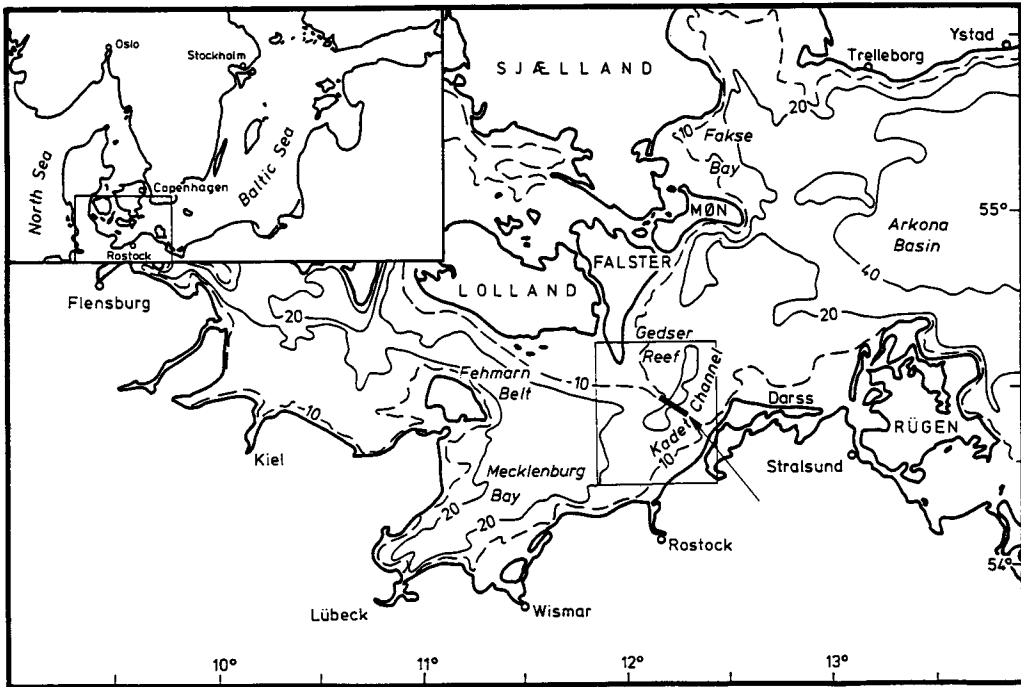 Oslo
Stockholm
North Sea
Baltic Sea
Copenhagen
Rostock
SJÆLLAND
Ystad
Trelleborg
20
10
Fakse
Bay
MØN
55°
Arkona
Basin
40
FALSTER
LOLLAND
Flensburg
20
20
Gedser
Reef
Fehmarn
Belt
10
Kadet Channel
10
Darss
RÜGEN
10
Kiel
Mecklenburg
Bay
Stralsund
20
20
Rostock
54°
Lübeck
Wismar
10°
11°
12°
13°